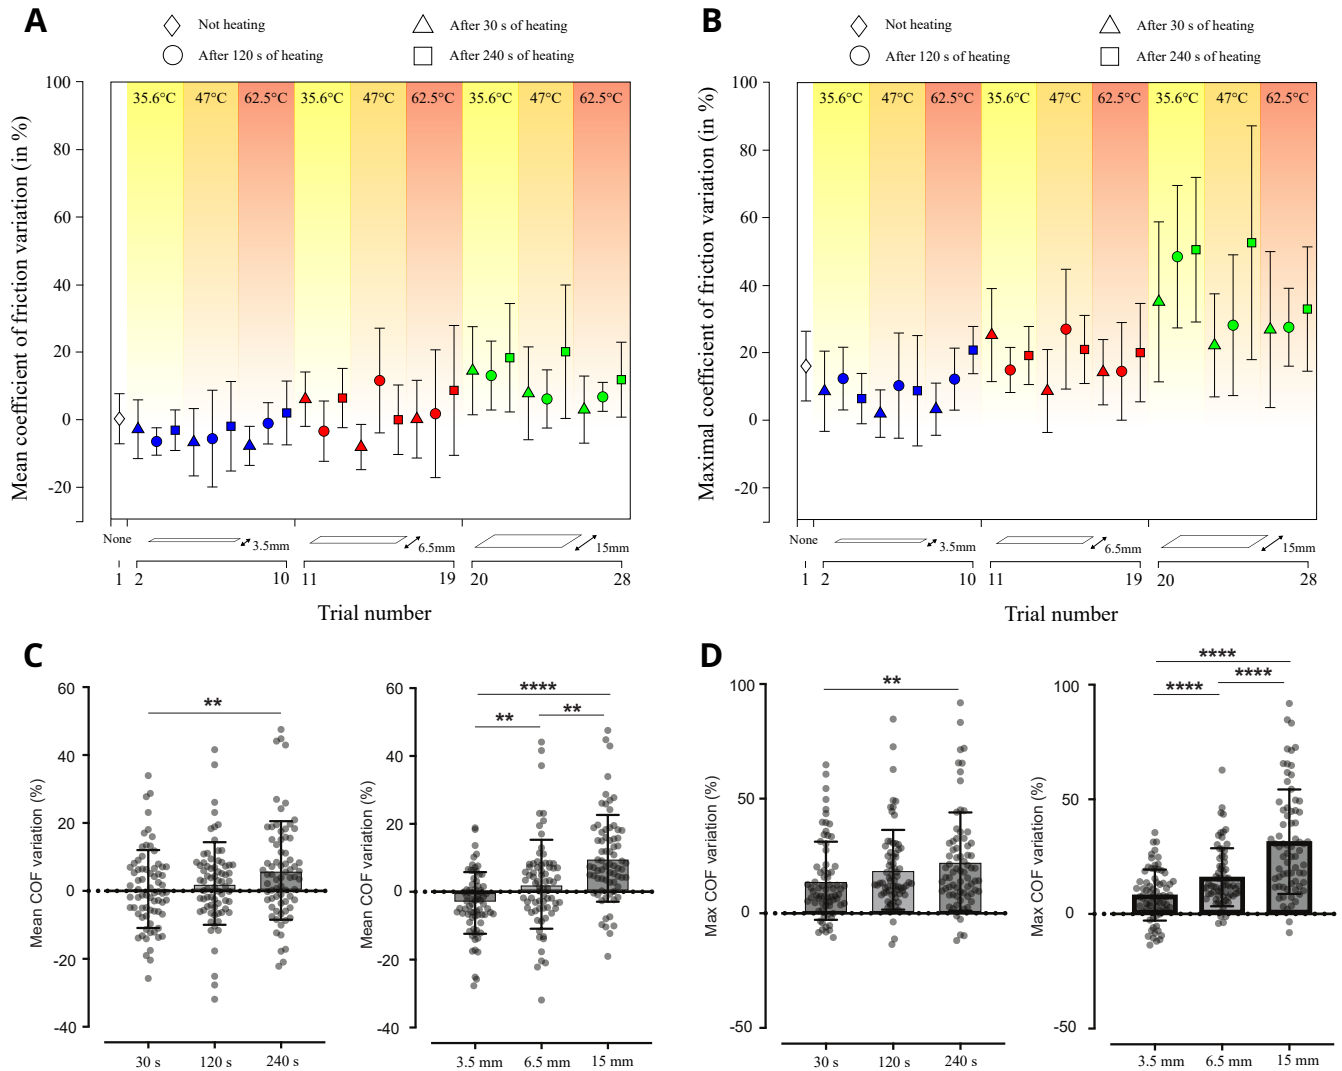 A
Not heating
After 30 s of heating
After 120 s of heating
After 240 s of heating
Mean coefficient of friction variation (in %)
100
80
60
40
20
0
-20
35.6°C 47°C 62.5°C 35.6°C 47°C 62.5°C 35.6°C 47°C 62.5°C
None
3.5mm
6.5mm
15mm
1 2 10 11 19 20 28
Trial number
B
Not heating
After 30 s of heating
After 120 s of heating
After 240 s of heating
Maximal coefficient of friction variation (in %)
100
80
60
40
20
0
-20
35.6°C 47°C 62.5°C 35.6°C 47°C 62.5°C 35.6°C 47°C 62.5°C
None
3.5mm
6.5mm
15mm
1 2 10 11 19 20 28
Trial number
C
Mean COF variation (%)
60
40
20
0
-20
-40
**
30 s 120 s 240 s
Mean COF variation (%)
60
40
20
0
-20
-40
****
** **
3.5 mm 6.5 mm 15 mm
D
Max COF variation (%)
100
50
0
-50
**
30 s 120 s 240 s
Max COF variation (%)
100
50
0
-50
****
**** ****
3.5 mm 6.5 mm 15 mm